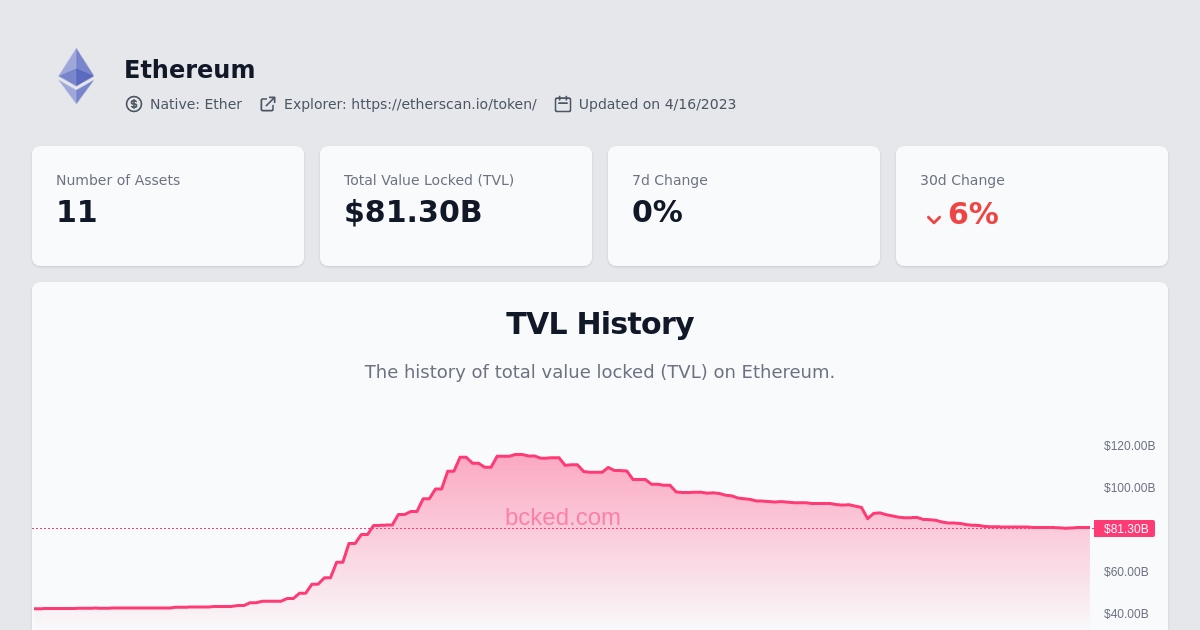 Ethereum
Native: Ether Explorer: https://etherscan.io/token/ Updated on 4/16/2023
Number of Assets
11
Total Value Locked (TVL)
$81.30B
7d Change
0%
30d Change
6%
TVL History
The history of total value locked (TVL) on Ethereum.
$120.00B
$100.00B
bcked.com
$81.30B
$60.00B
$40.00B